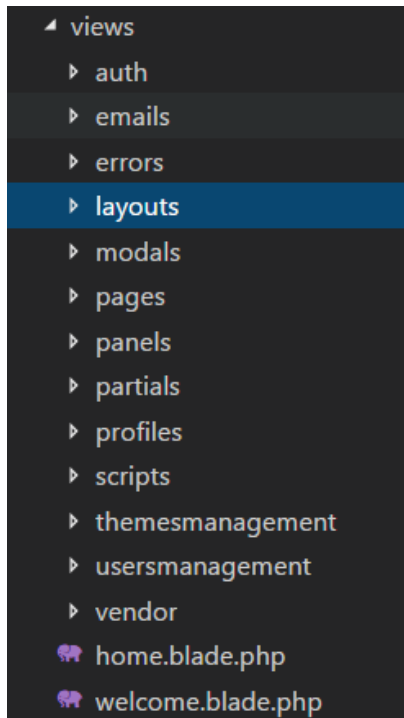 views
auth
emails
errors
layouts
modals
pages
panels
partials
profiles
scripts
themesmanagement
usersmanagement
vendor
home.blade.php
welcome.blade.php